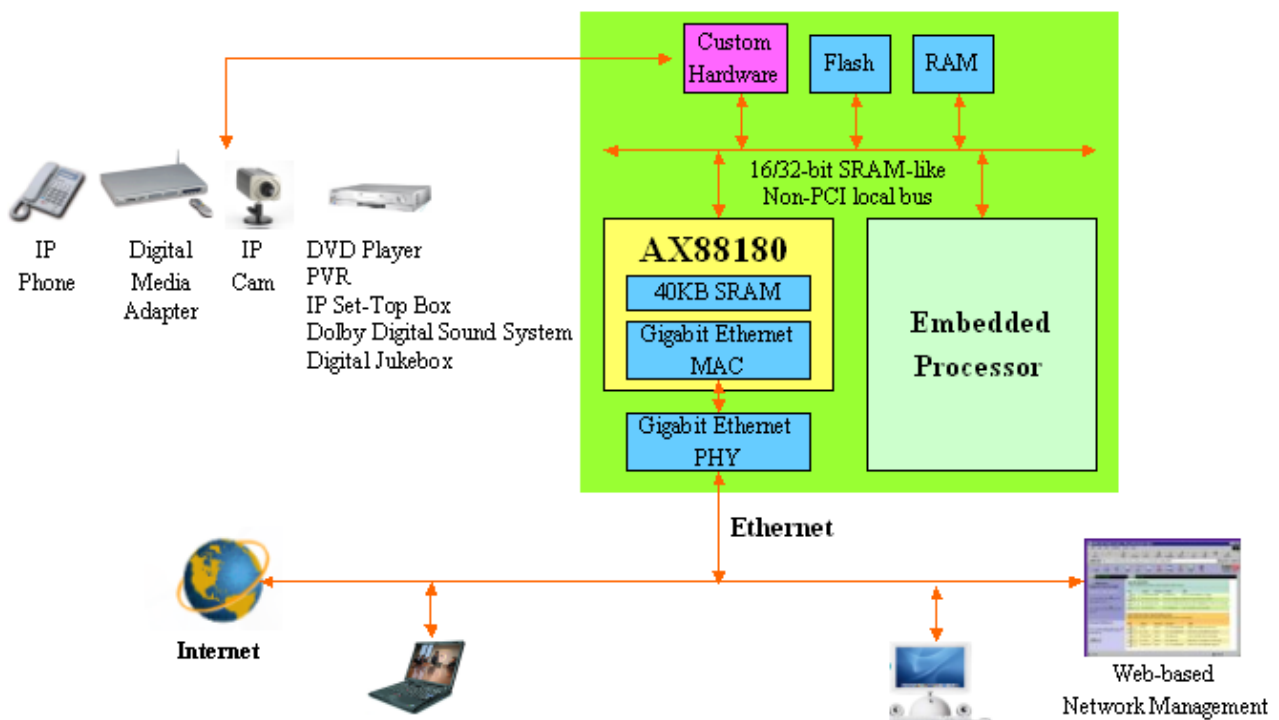 Custom
Hardware
Flash
RAM
16/32-bit SRAM-like
Non-PCI local bus
IP
Phone
Digital
Media
Adapter
IP
Cam
DVD Player
PVR
IP Set-Top Box
Dolby Digital Sound System
Digital Jukebox
AX88180
40KB SRAM
Gigabit Ethernet
MAC
Gigabit Ethernet
PHY
Embedded
Processor
Ethernet
Internet
Web-based
Network Management